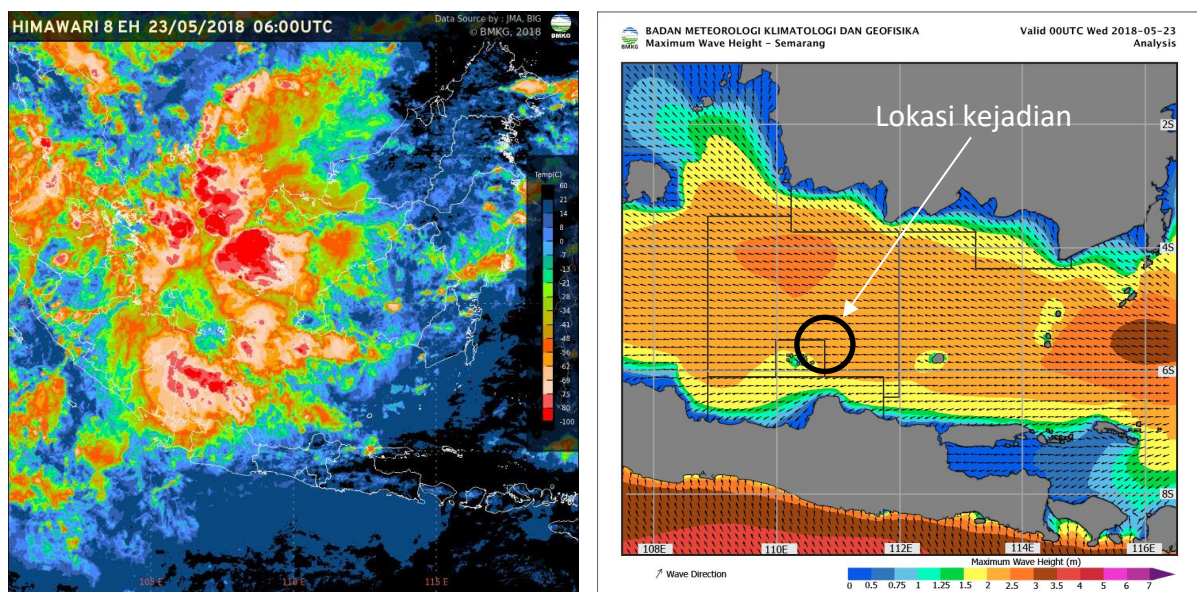 HIMAWARI 8 EH 23/05/2018 06:00UTC
Data Source by : JMA, BIG
© BMKG, 2018
BMKG
Temp(C)
60
21
14
8
0
-7
-13
-21
-28
-34
-41
-48
-56
-62
-69
-75
-80
-100
105 E
110 E
115 E
BMKG
BADAN METEOROLOGI KLIMATOLOGI DAN GEOFISIKA
Maximum Wave Height - Semarang
Valid 00UTC Wed 2018-05-23
Analysis
Lokasi kejadian
2S
4S
6S
8S
108E
110E
112E
114E
116E
Wave Direction
Maximum Wave Height (m)
0 0.5 0.75 1 1.25 1.5 2 2.5 3 3.5 4 5 6 7